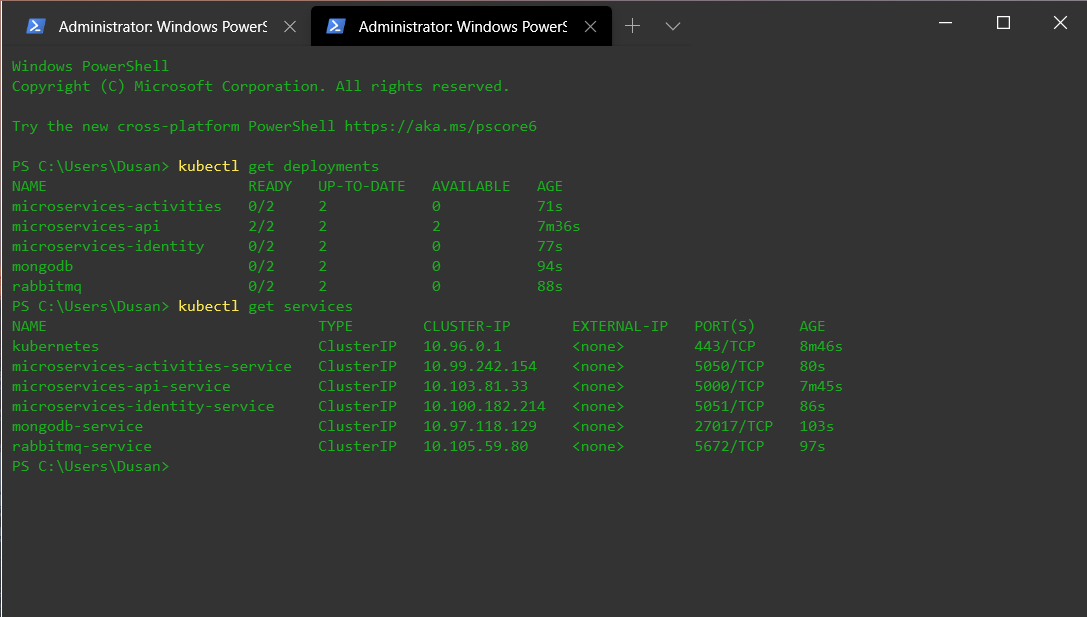 Administrator: Windows PowerS Administrator: Windows PowerS
Windows PowerShell
Copyright (C) Microsoft Corporation. All rights reserved.
Try the new cross-platform PowerShell https://aka.ms/pscore6
PS C:\Users\Dusan> kubectl get deployments
NAME READY UP-TO-DATE AVAILABLE AGE
microservices-activities 0/2 2 0 71s
microservices-api 2/2 2 2 7m36s
microservices-identity 0/2 2 0 77s
mongodb 0/2 2 0 94s
rabbitmq 0/2 2 0 88s
PS C:\Users\Dusan> kubectl get services
NAME TYPE CLUSTER-IP EXTERNAL-IP PORT(S) AGE
kubernetes ClusterIP 10.96.0.1 <none> 443/TCP 8m46s
microservices-activities-service ClusterIP 10.99.242.154 <none> 5050/TCP 80s
microservices-api-service ClusterIP 10.103.81.33 <none> 5000/TCP 7m45s
microservices-identity-service ClusterIP 10.100.182.214 <none> 5051/TCP 86s
mongodb-service ClusterIP 10.97.118.129 <none> 27017/TCP 103s
rabbitmq-service ClusterIP 10.105.59.80 <none> 5672/TCP 97s
PS C:\Users\Dusan>